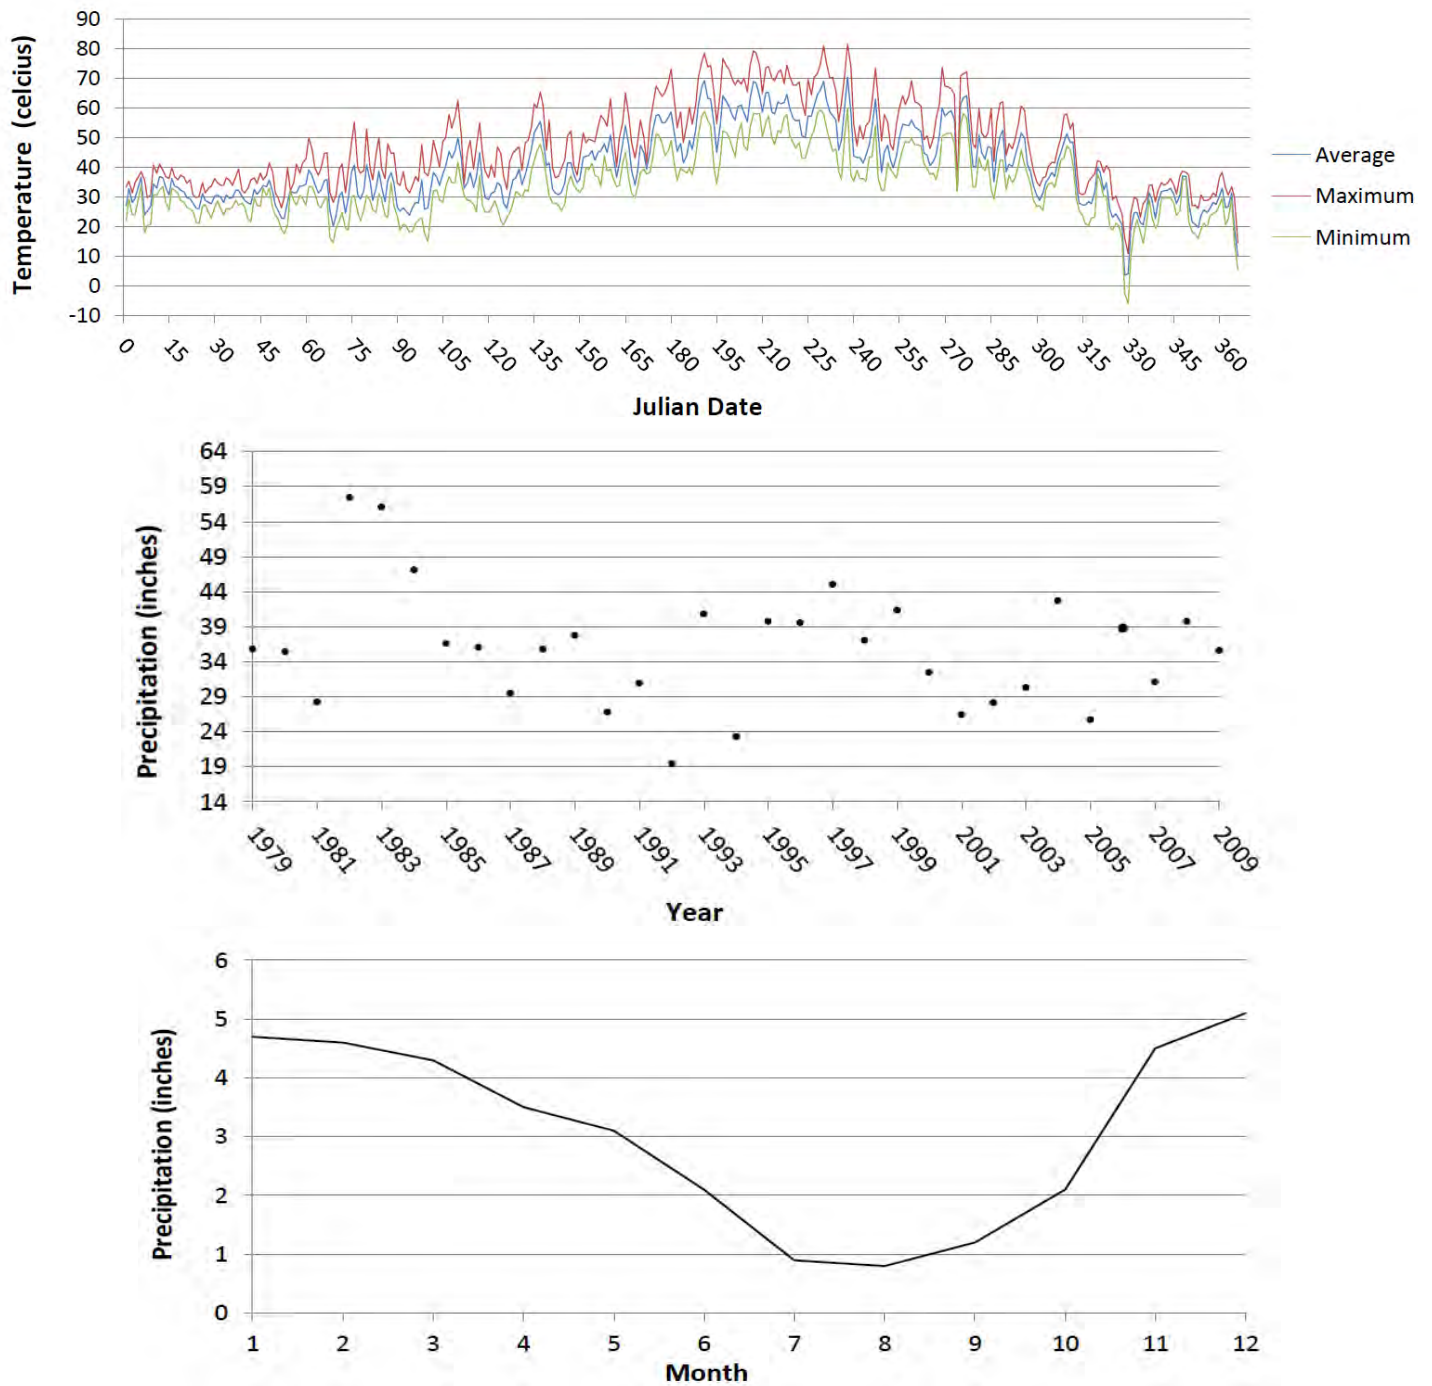 90
80
70
60
50
40
30
20
10
0
-10
Temperature (celcius)
0 15 30 45 60 75 90 105 120 135 150 165 180 195 210 225 240 255 270 285 300 315 330 345 360
Julian Date
Average
Maximum
Minimum
64
59
54
49
44
39
34
29
24
19
14
Precipitation (inches)
1979 1981 1983 1985 1987 1989 1991 1993 1995 1997 1999 2001 2003 2005 2007 2009
Year
6
5
4
3
2
1
0
Precipitation (inches)
1 2 3 4 5 6 7 8 9 10 11 12
Month